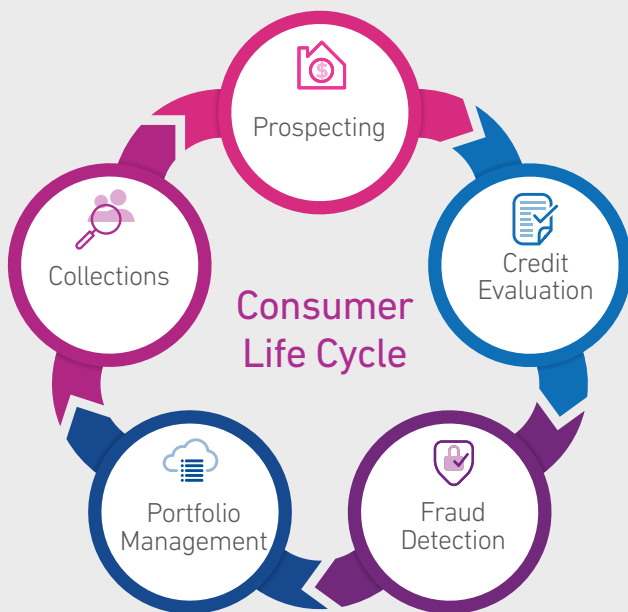 Prospecting
Credit
Evaluation
Fraud
Detection
Portfolio
Management
Collections
Consumer
Life Cycle
$